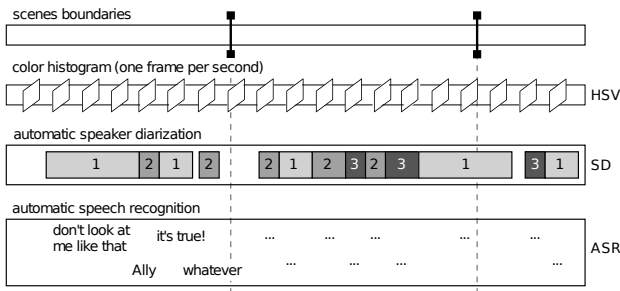 scenes boundaries
color histogram (one frame per second)
HSV
automatic speaker diarization
1 2 1 2 2 1 2 3 2 3 1 3 1
SD
automatic speech recognition
don't look at
me like that
it's true!
... ... ... ... ...
ASR
Ally whatever ... ... ... ...